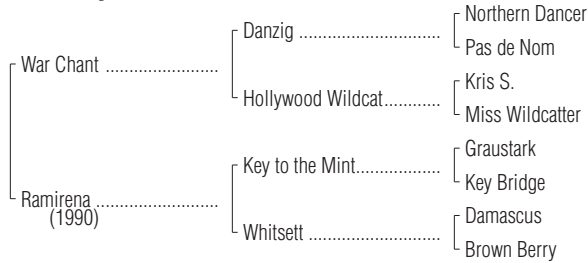 Northern Dancer
Danzig ..............................
Pas de Nom
War Chant ........................
Kris S.
Hollywood Wildcat............
Miss Wildcatter
Graustark
Key to the Mint..................
Key Bridge
Ramirena ..........................
(1990)
Damascus
Whitsett ............................
Brown Berry